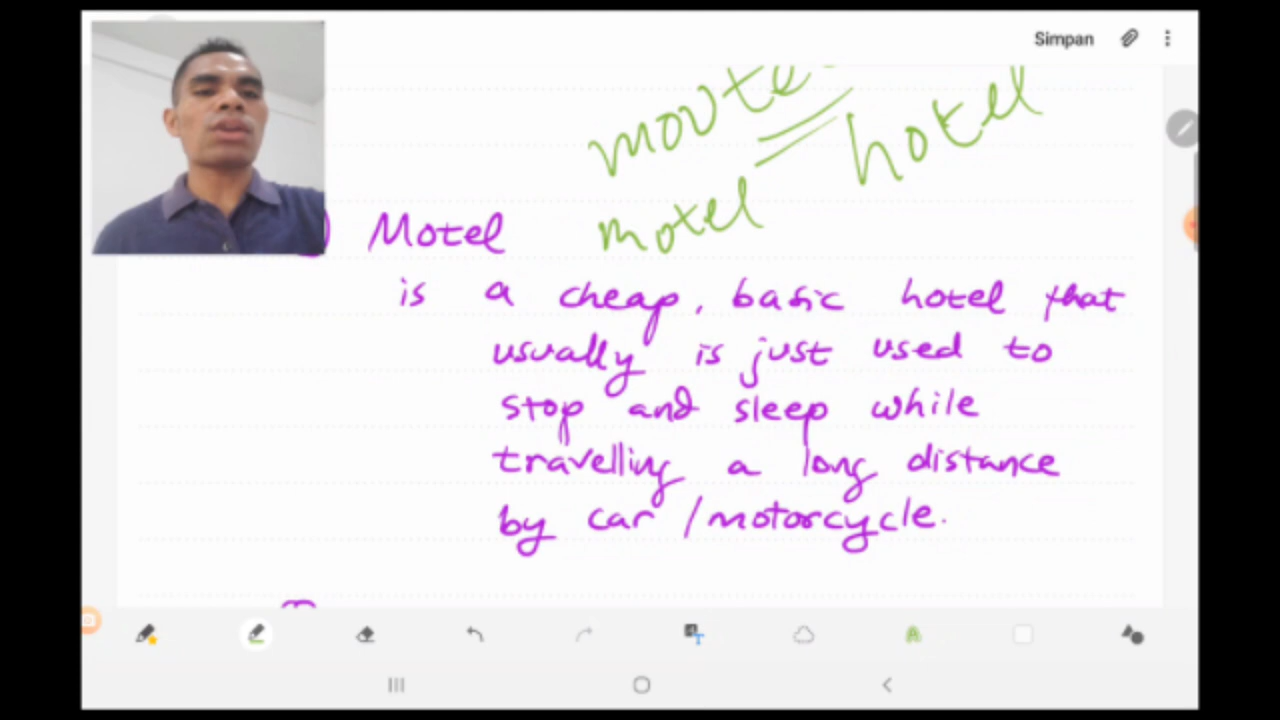 Simpan
hotel
motel
Motel
is a cheap, basic hotel that
usually is just used to
stop and sleep while
travelling a long distance
by car / motorcycle.